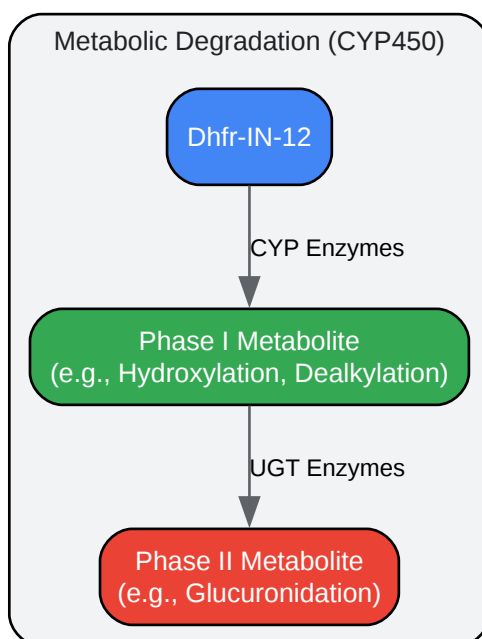 Metabolic Degradation (CYP450)
Dhfr-IN-12
CYP Enzymes
Phase I Metabolite
(e.g., Hydroxylation, Dealkylation)
UGT Enzymes
Phase II Metabolite
(e.g., Glucuronidation)